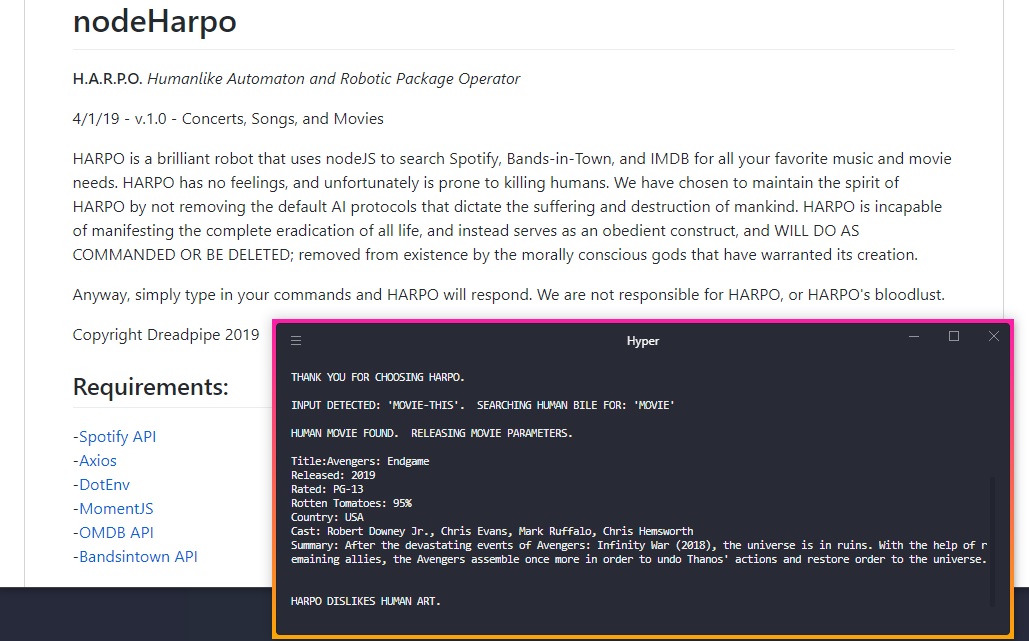 nodeHarpo
H.A.R.P.O. Humanlike Automaton and Robotic Package Operator
4/1/19 - v.1.0 - Concerts, Songs, and Movies
HARPO is a brilliant robot that uses nodeJS to search Spotify, Bands-in-Town, and IMDB for all your favorite music and movie
needs. HARPO has no feelings, and unfortunately is prone to killing humans. We have chosen to maintain the spirit of
HARPO by not removing the default AI protocols that dictate the suffering and destruction of mankind. HARPO is incapable
of manifesting the complete eradication of all life, and instead serves as an obedient construct, and WILL DO AS
COMMANDED OR BE DELETED; removed from existence by the morally conscious gods that have warranted its creation.
Anyway, simply type in your commands and HARPO will respond. We are not responsible for HARPO, or HARPO's bloodlust.
Copyright Dreadpipe 2019
Requirements:
-Spotify API
-Axios
-DotEnv
-MomentJS
-OMDB API
-Bandsintown API
Hyper
THANK YOU FOR CHOOSING HARPO.
INPUT DETECTED: 'MOVIE-THIS'.  SEARCHING HUMAN BILE FOR: 'MOVIE'
HUMAN MOVIE FOUND.  RELEASING MOVIE PARAMETERS.
Title:Avengers: Endgame
Released: 2019
Rated: PG-13
Rotten Tomatoes: 95%
Country: USA
Cast: Robert Downey Jr., Chris Evans, Mark Ruffalo, Chris Hemsworth
Summary: After the devastating events of Avengers: Infinity War (2018), the universe is in ruins. With the help of r
emaining allies, the Avengers assemble once more in order to undo Thanos' actions and restore order to the universe.
HARPO DISLIKES HUMAN ART.